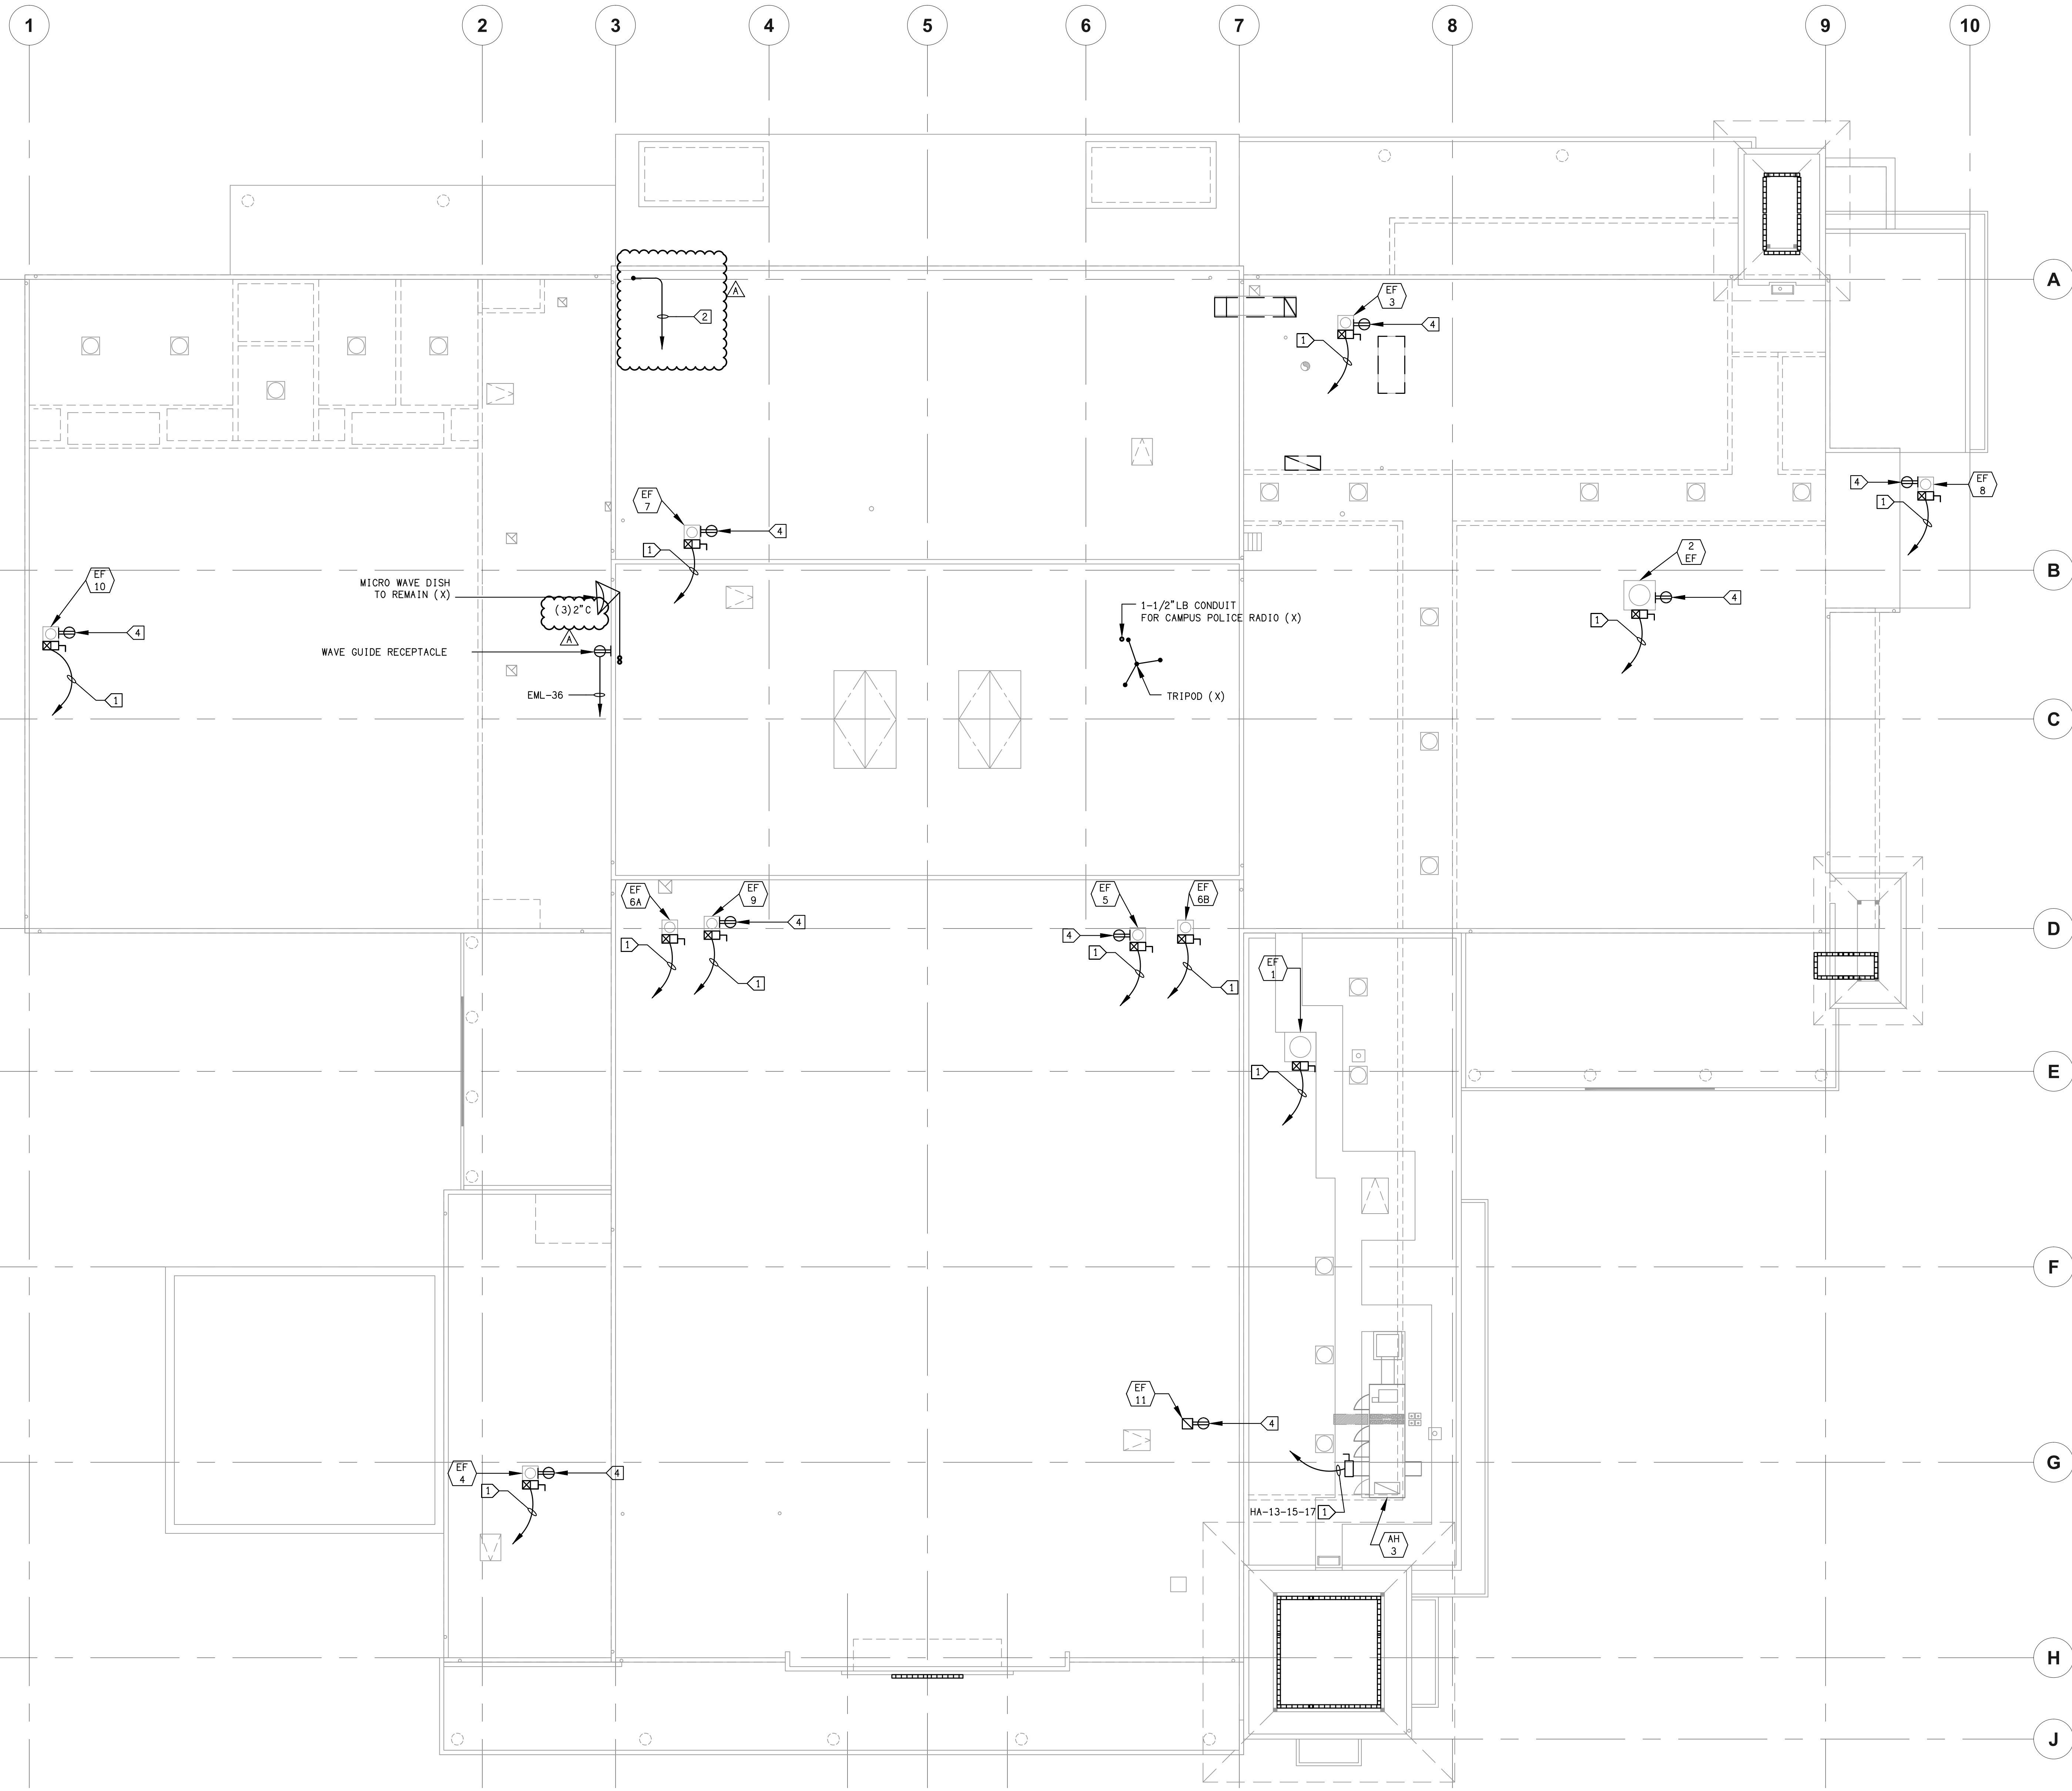 1 2 3 4 5 6 7 8 9 10
A
A
2
EF
3
4
1
EF
7
4
1
4
EF
8
1
2
EF
4
1
B
EF
10
4
1
MICRO WAVE DISH
TO REMAIN (X)
(3)2"C
A
WAVE GUIDE RECEPTACLE
EML-36
1-1/2"LB CONDUIT
FOR CAMPUS POLICE RADIO (X)
TRIPOD (X)
C
EF
6A
EF
9
4
1
1
EF
5
EF
6B
4
1
1
D
EF
1
1
E
F
EF
11
4
EF
4
4
1
G
HA-13-15-17
1
AH
3
H
J